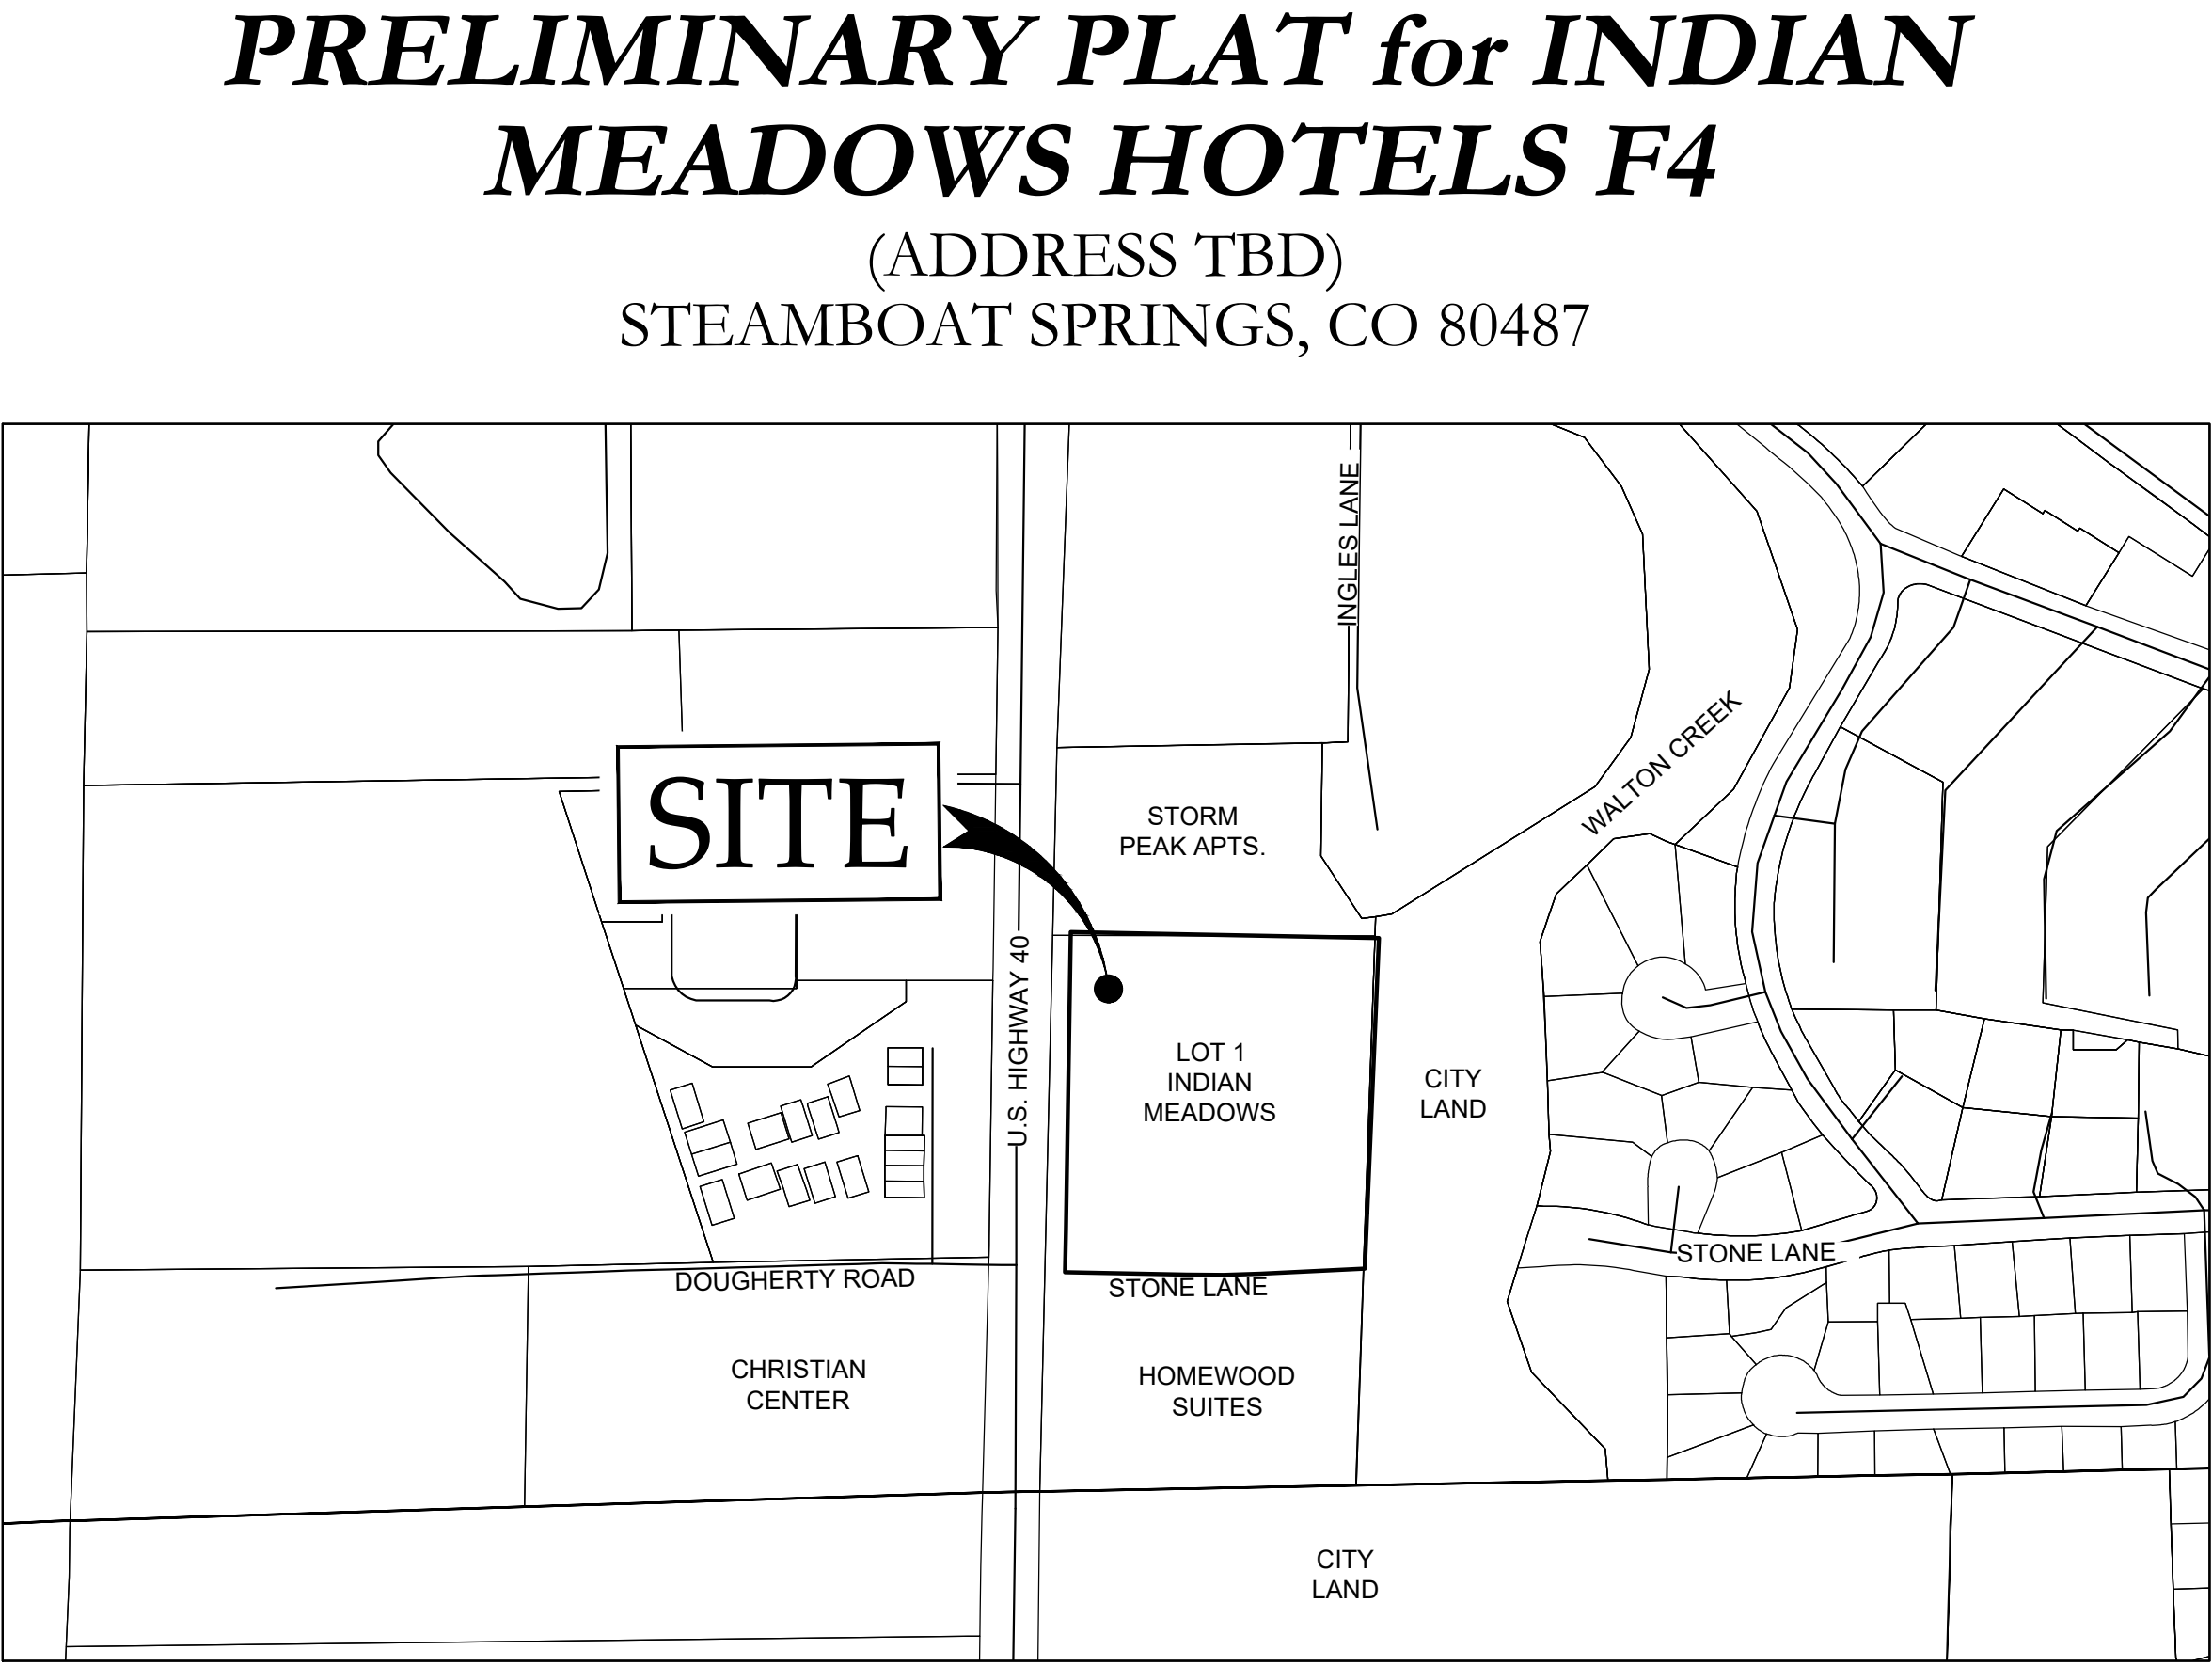 PRELIMINARY PLAT for INDIAN
MEADOWS HOTELS F4
(ADDRESS TBD)
STEAMBOAT SPRINGS, CO 80487
INGLES LANE
WALTON CREEK
SITE
STORM
PEAK APTS.
U.S. HIGHWAY 40
LOT 1
INDIAN
MEADOWS
CITY
LAND
STONE LANE
DOUGHERTY ROAD
STONE LANE
CHRISTIAN
CENTER
HOMEWOOD
SUITES
CITY
LAND